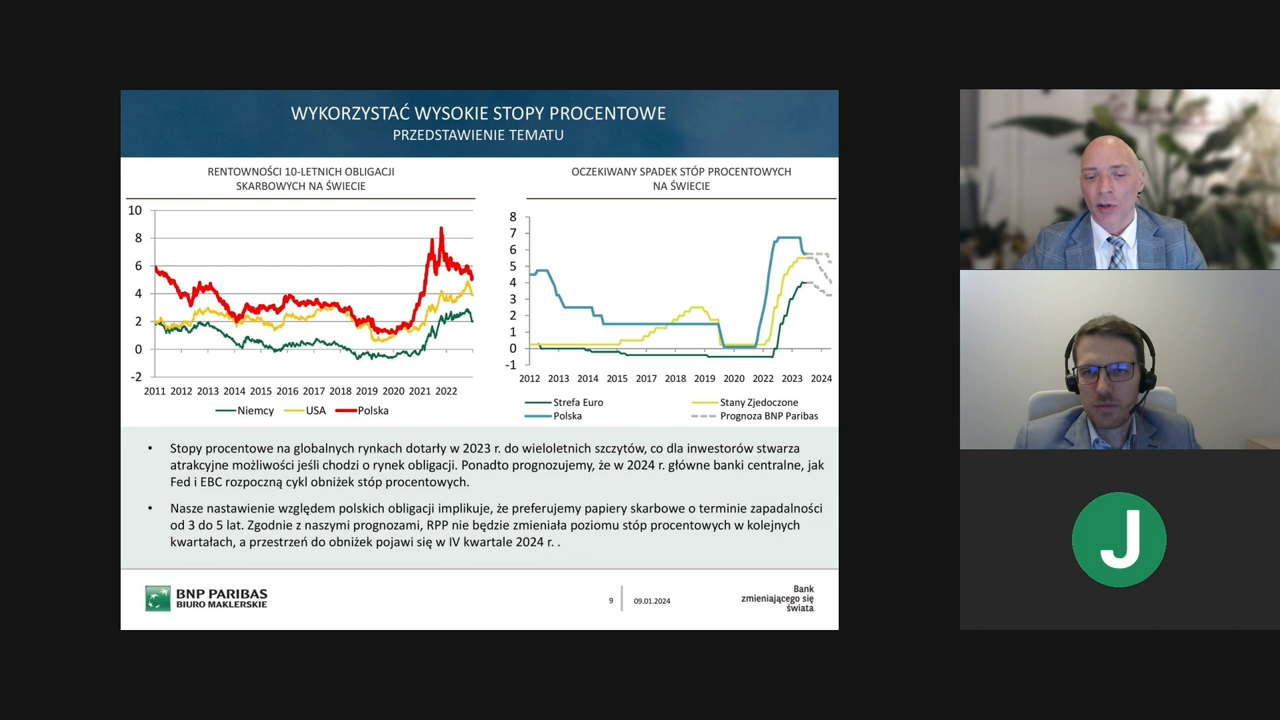 WYKORZYSTAĆ WYSOKIE STOPY PROCENTOWE
PRZEDSTAWIENIE TEMATU
RENTOWNOŚCI 10-LETNICH OBLIGACJI
SKARBOWYCH NA ŚWIECIE
10
8
6
4
2
0
-2
2011 2012 2013 2014 2015 2016 2017 2018 2019 2020 2021 2022
Niemcy USA Polska
OCZEKIWANY SPADEK STÓP PROCENTOWYCH
NA ŚWIECIE
8
7
6
5
4
3
2
1
0
-1
2012 2013 2014 2015 2016 2017 2019 2020 2022 2023 2024
Strefa Euro Stany Zjedoczone
Polska Prognoza BNP Paribas
• Stopy procentowe na globalnych rynkach dotarły w 2023 r. do wieloletnich szczytów, co dla inwestorów stwarza
atrakcyjne możliwości jeśli chodzi o rynek obligacji. Ponadto prognozujemy, że w 2024 r. główne banki centralne, jak
Fed i EBC rozpoczną cykl obniżek stóp procentowych.
• Nasze nastawienie względem polskich obligacji implikuje, że preferujemy papiery skarbowe o terminie zapadalności
od 3 do 5 lat. Zgodnie z naszymi prognozami, RPP nie będzie zmieniała poziomu stóp procentowych w kolejnych
kwartałach, a przestrzeń do obniżek pojawi się w IV kwartale 2024 r. .
BNP PARIBAS
BIURO MAKLERSKIE
9 09.01.2024
Bank
zmieniającego się
świata
J